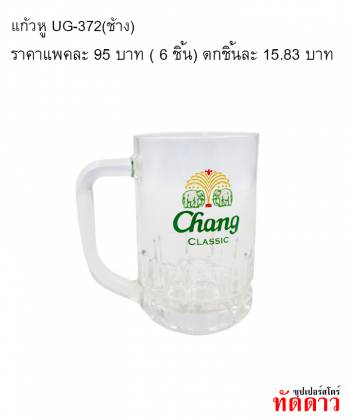 แก้วหู UG-372(ช้าง)
ราคาแพคละ 95 บาท ( 6 ชิ้น) ตกชิ้นละ 15.83 บาท
Chang
CLASSIC
ซุปเปอร์สโตร์
ทัดดาว